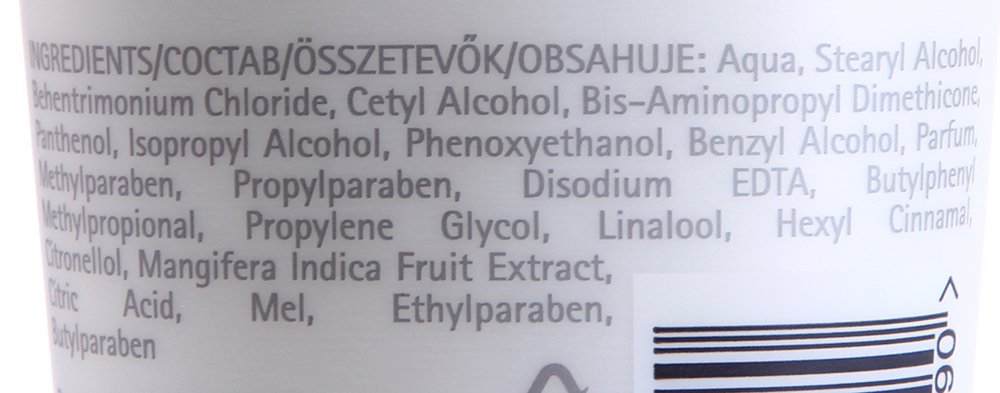 INGREDIENTS/СОСТАВ/ÖSSZETEVŐK/OBSAHUJE: Aqua, Stearyl Alcohol,
Behentrimonium Chloride, Cetyl Alcohol, Bis-Aminopropyl Dimethicone,
Panthenol, Isopropyl Alcohol, Phenoxyethanol, Benzyl Alcohol, Parfum,
Methylparaben, Propylparaben, Disodium EDTA, Butylphenyl
Methylpropional, Propylene Glycol, Linalool, Hexyl Cinnamal,
Citronellol, Mangifera Indica Fruit Extract,
Citric Acid, Mel, Ethylparaben,
Butylparaben